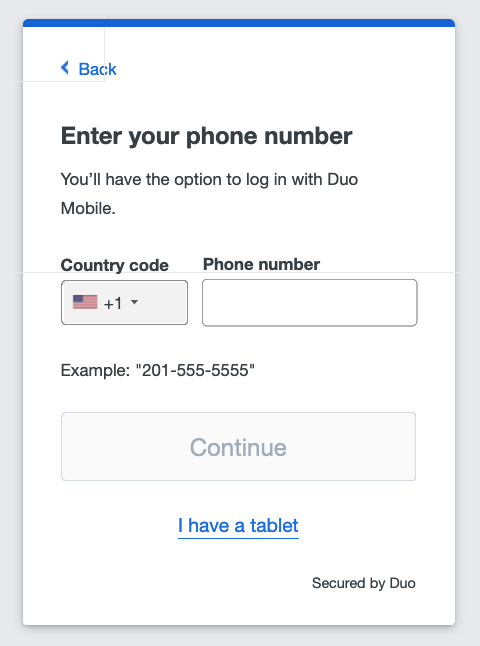 Back
Enter your phone number
You’ll have the option to log in with Duo
Mobile.
Country code
Phone number
+1
Example: "201-555-5555"
Continue
I have a tablet
Secured by Duo